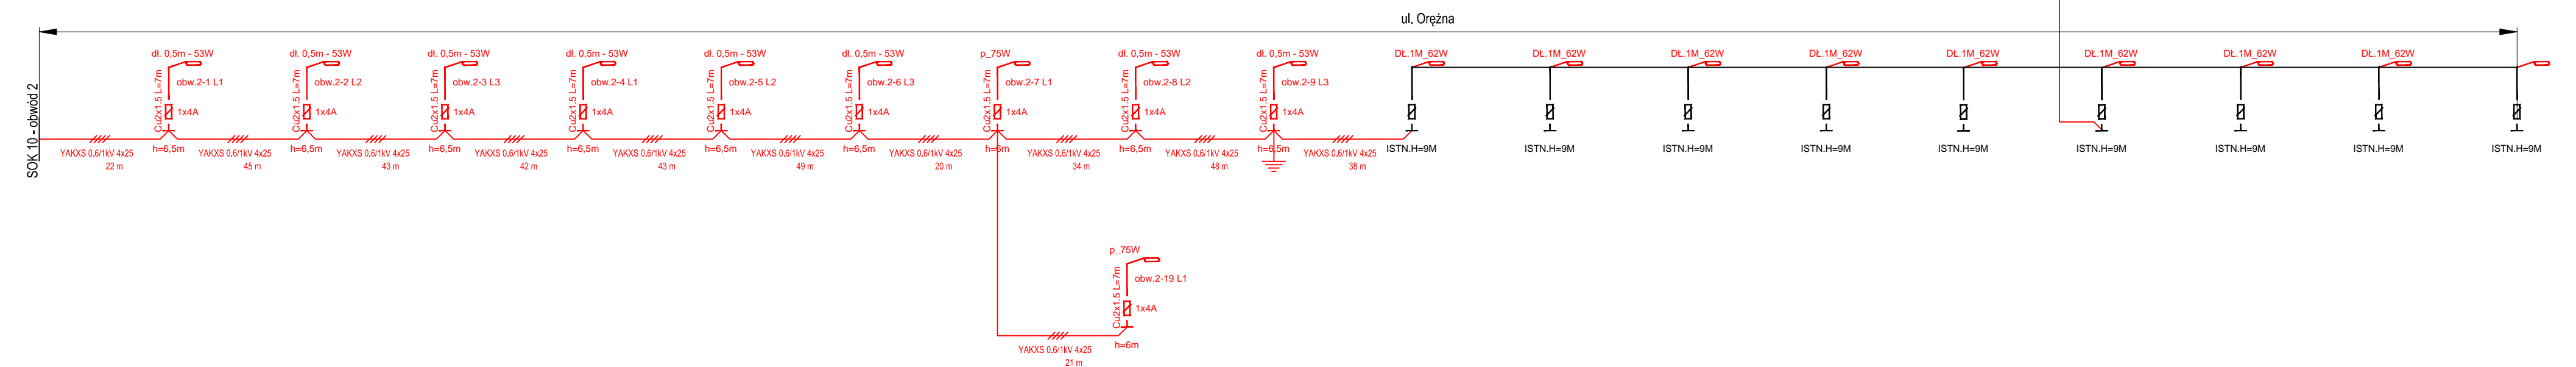 ul. Orężna
SOK 10 - obwód 2
dł. 0,5m - 53W
dł. 0,5m - 53W
dł. 0,5m - 53W
dł. 0,5m - 53W
dł. 0,5m - 53W
dł. 0,5m - 53W
p_75W
dł. 0,5m - 53W
dł. 0,5m - 53W
DŁ.1M_62W
DŁ.1M_62W
DŁ.1M_62W
DŁ.1M_62W
DŁ.1M_62W
DŁ.1M_62W
DŁ.1M_62W
DŁ.1M_62W
obw.2-1 L1
obw.2-2 L2
obw.2-3 L3
obw.2-4 L1
obw.2-5 L2
obw.2-6 L3
obw.2-7 L1
obw.2-8 L2
obw.2-9 L3
Cu2x1.5 L=7m
Cu2x1.5 L=7m
Cu2x1.5 L=7m
Cu2x1.5 L=7m
Cu2x1.5 L=7m
Cu2x1.5 L=7m
Cu2x1.5 L=7m
Cu2x1.5 L=7m
Cu2x1.5 L=7m
1x4A
1x4A
1x4A
1x4A
1x4A
1x4A
1x4A
1x4A
1x4A
h=6,5m
h=6,5m
h=6,5m
h=6,5m
h=6,5m
h=6,5m
h=6m
h=6,5m
h=6,5m
ISTN.H=9M
ISTN.H=9M
ISTN.H=9M
ISTN.H=9M
ISTN.H=9M
ISTN.H=9M
ISTN.H=9M
ISTN.H=9M
ISTN.H=9M
YAKXS 0,6/1kV 4x25
22 m
YAKXS 0,6/1kV 4x25
45 m
YAKXS 0,6/1kV 4x25
43 m
YAKXS 0,6/1kV 4x25
42 m
YAKXS 0,6/1kV 4x25
43 m
YAKXS 0,6/1kV 4x25
49 m
YAKXS 0,6/1kV 4x25
20 m
YAKXS 0,6/1kV 4x25
34 m
YAKXS 0,6/1kV 4x25
48 m
YAKXS 0,6/1kV 4x25
38 m
p_75W
obw.2-19 L1
Cu2x1.5 L=7m
1x4A
h=6m
YAKXS 0.6/1kV 4x25
21 m